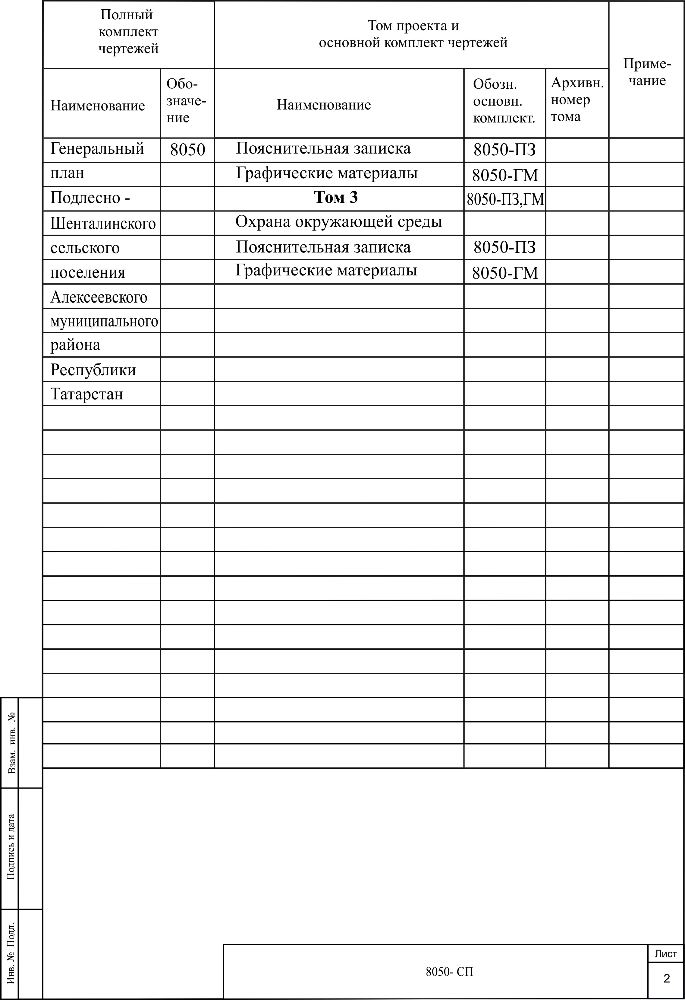 Полный
комплект
чертежей
Том проекта и
основной комплект чертежей
Приме-
чание
Наименование
Обо-
значе-
ние
Наименование
Обозн.
основн.
комплект.
Архивн.
номер
тома
Генеральный 8050 Пояснительная записка 8050-ПЗ
план Графические материалы 8050-ГМ
Подлесно - Том 3 8050-ПЗ,ГМ
Шенталинского Охрана окружающей среды
сельского Пояснительная записка 8050-ПЗ
поселения Графические материалы 8050-ГМ
Алексеевского
муниципального
района
Республики
Татарстан
Взам. инв. №
Подпись и дата
Инв. № Подл.
8050- СП
Лист
2